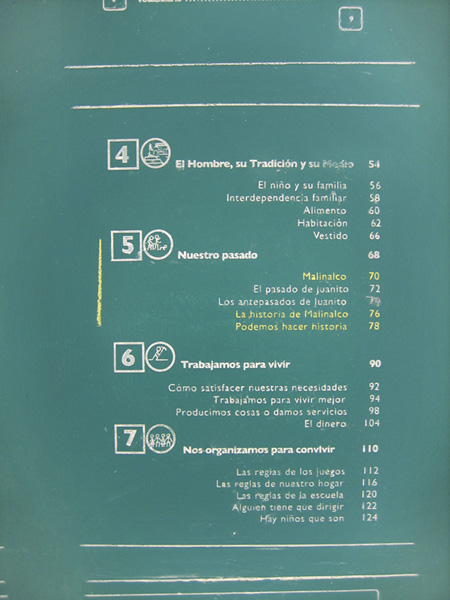 9
4 El Hombre, su Tradición y su Medio 54
El niño y su familia 56
Interdependencia familiar 58
Alimento 60
Habitación 62
Vestido 66
5 Nuestro pasado 68
Malinalco 70
El pasado de juanito 72
Los antepasados de Juanito 74
La historia de Malinalco 76
Podemos hacer historia 78
6 Trabajamos para vivir 90
Cómo satisfacer nuestras necesidades 92
Trabajamos para vivir mejor 94
Producimos cosas o damos servicios 98
El dinero 104
7 Nos organizamos para convivir 110
Las reglas de los juegos 112
Las reglas de nuestro hogar 116
Las reglas de la escuela 120
Alguien tiene que dirigir 122
Hay niños que son 124